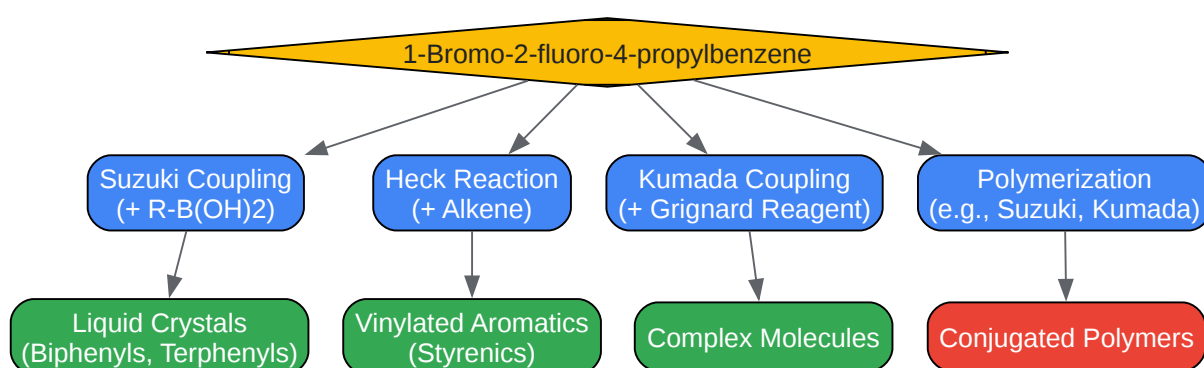 1-Bromo-2-fluoro-4-propylbenzene
Suzuki Coupling
(+ R-B(OH)2)
Heck Reaction
(+ Alkene)
Kumada Coupling
(+ Grignard Reagent)
Polymerization
(e.g., Suzuki, Kumada)
Liquid Crystals
(Biphenyls, Terphenyls)
Vinylated Aromatics
(Styrenics)
Complex Molecules
Conjugated Polymers